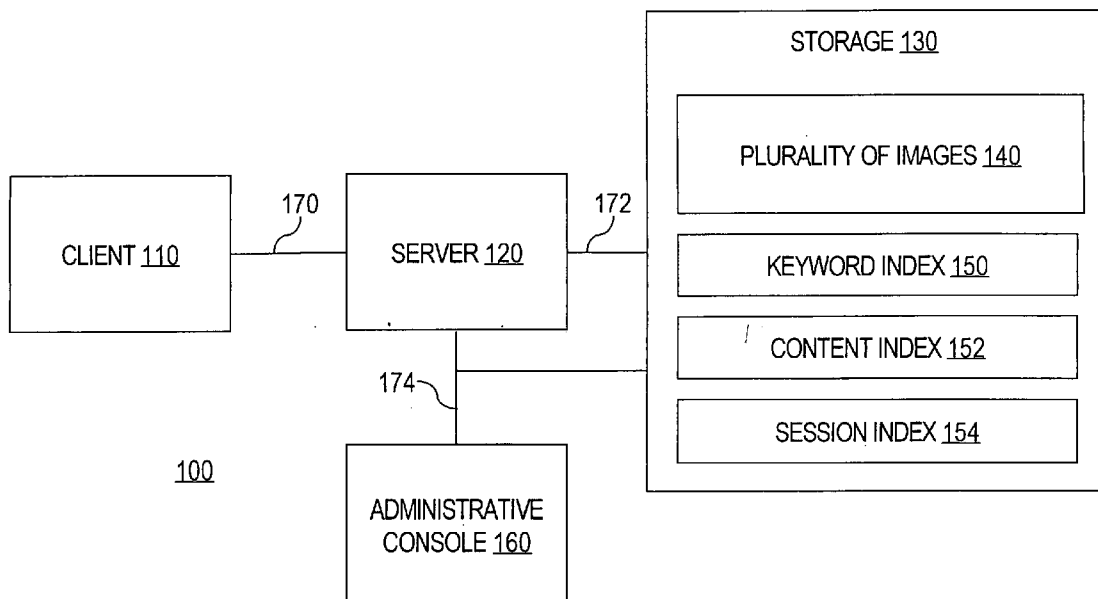 STORAGE 130
PLURALITY OF IMAGES 140
170
172
CLIENT 110
SERVER 120
KEYWORD INDEX 150
CONTENT INDEX 152
174
SESSION INDEX 154
100
ADMINISTRATIVE
CONSOLE 160